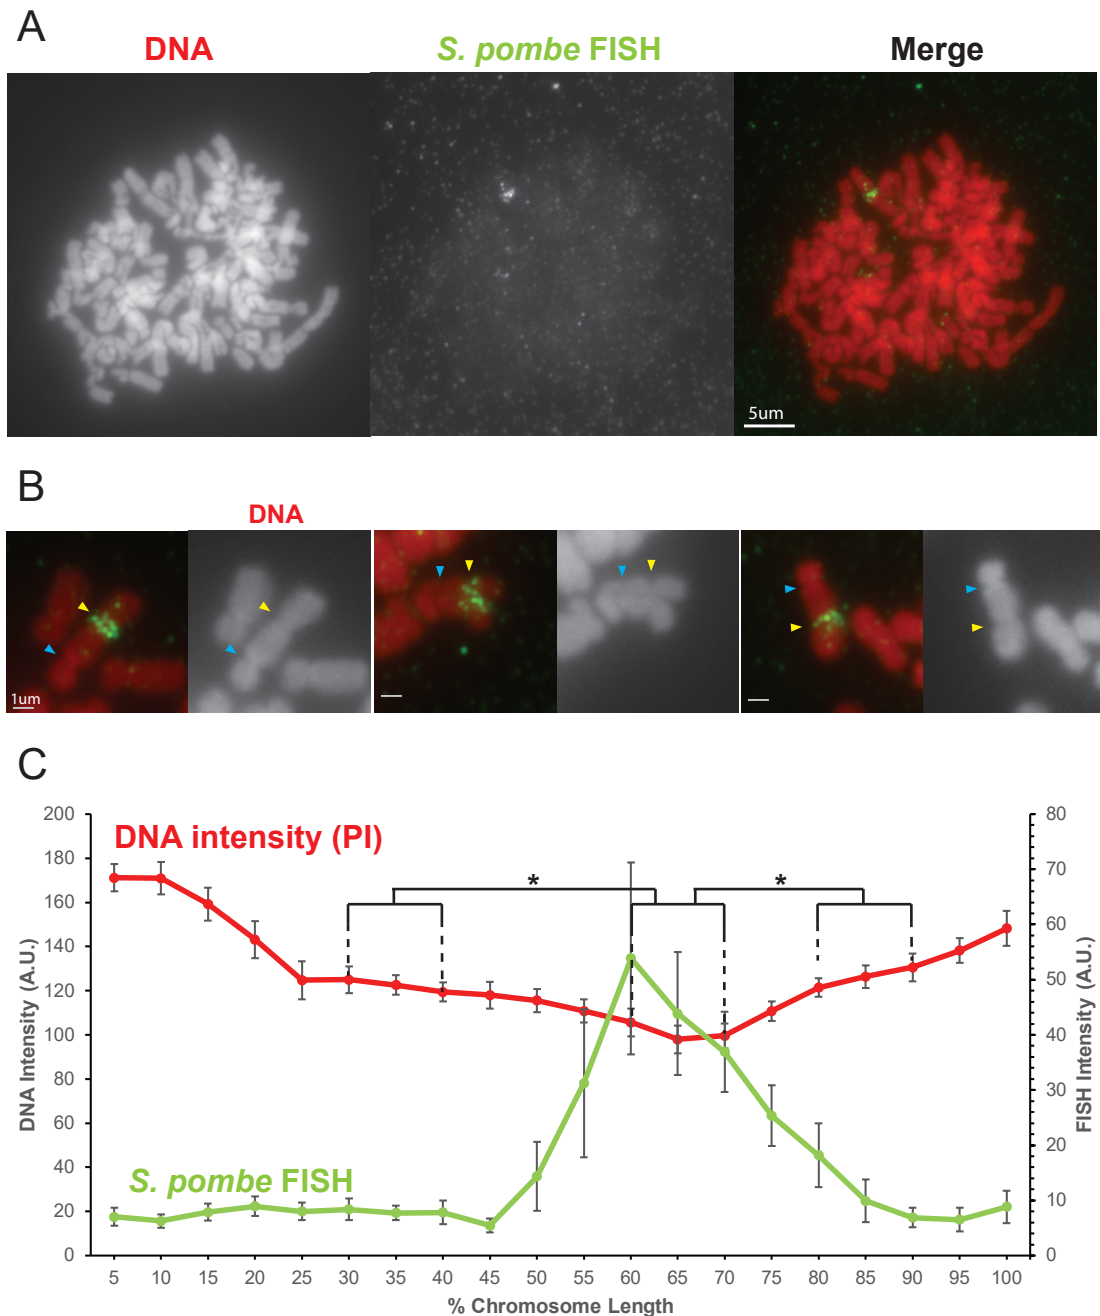 A
DNA
S. pombe FISH
Merge
5um
B
DNA
1um
C
DNA intensity (PI)
*
*
S. pombe FISH
DNA Intensity (A.U.)
200
180
160
140
120
100
80
60
40
20
0
FISH Intensity (A.U.)
80
70
60
50
40
30
20
10
0
5 10 15 20 25 30 35 40 45 50 55 60 65 70 75 80 85 90 95 100
% Chromosome Length